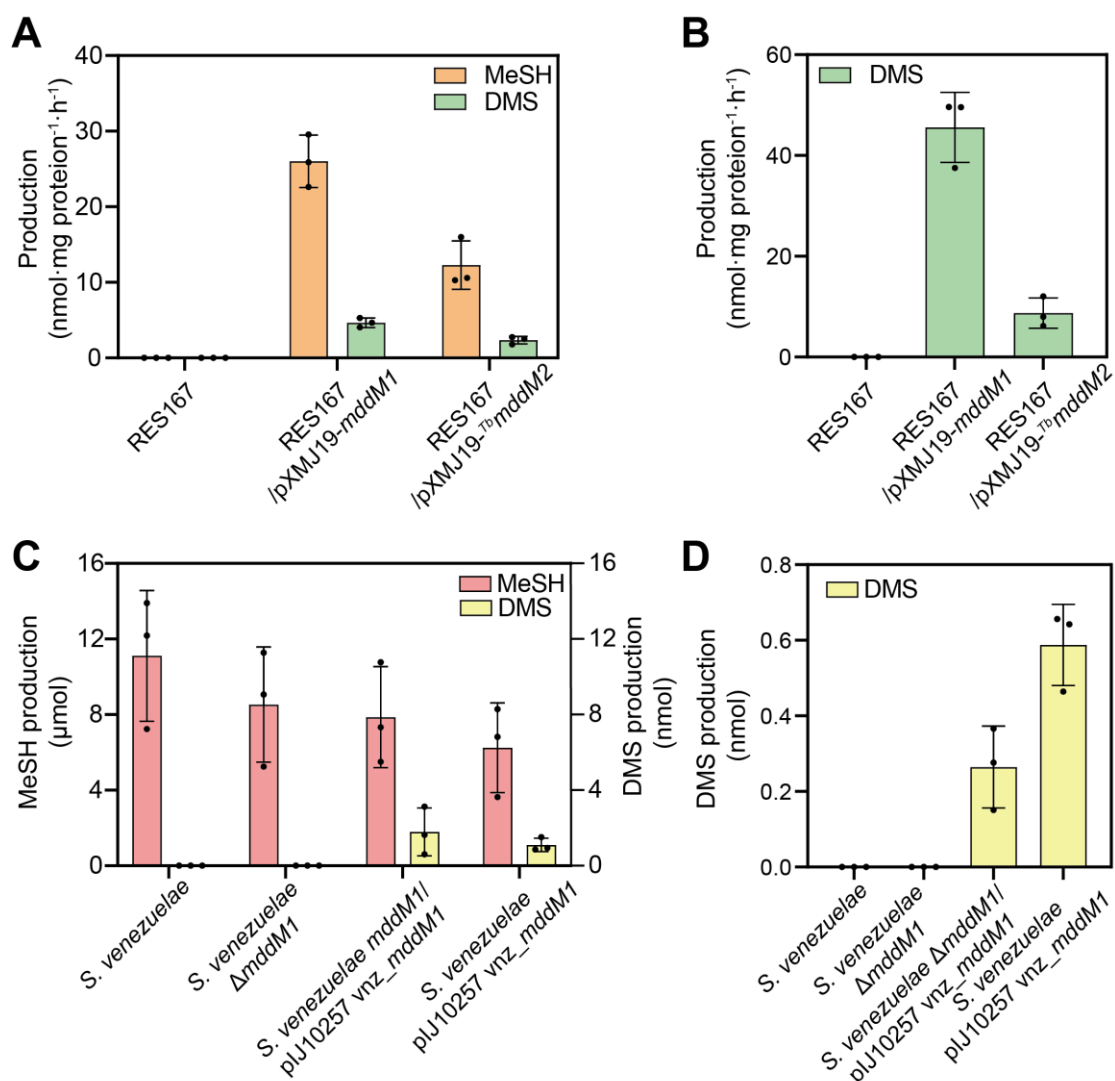 A
Production
(nmol·mg proteion⁻¹·h⁻¹)
40
30
20
10
0
MeSH
DMS
RES167
RES167
/pXMJ19-mddM1
RES167
/pXMJ19-ᵀᵇmddM2
B
Production
(nmol·mg proteion⁻¹·h⁻¹)
60
40
20
0
DMS
RES167
RES167
/pXMJ19-mddM1
RES167
/pXMJ19-ᵀᵇmddM2
C
MeSH production
(μmol)
16
12
8
4
0
MeSH
DMS
16
12
8
4
0
DMS production
(nmol)
S. venezuelae
S. venezuelae
ΔmddM1
S. venezuelae mddM1/
pIJ10257 vnz_mddM1
S. venezuelae
pIJ10257 vnz_mddM1
D
DMS production
(nmol)
0.8
0.6
0.4
0.2
0.0
DMS
S. venezuelae
S. venezuelae
ΔmddM1
S. venezuelae ΔmddM1/
pIJ10257 vnz_mddM1
S. venezuelae
pIJ10257 vnz_mddM1